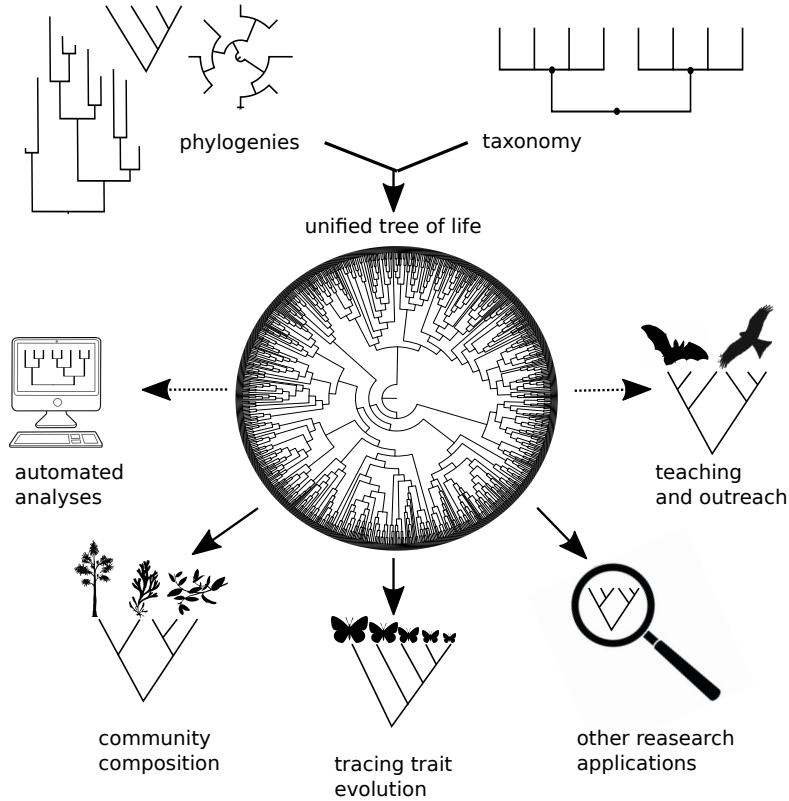 phylogenies
taxonomy
unified tree of life
automated
analyses
teaching
and outreach
community
composition
tracing trait
evolution
other reasearch
applications